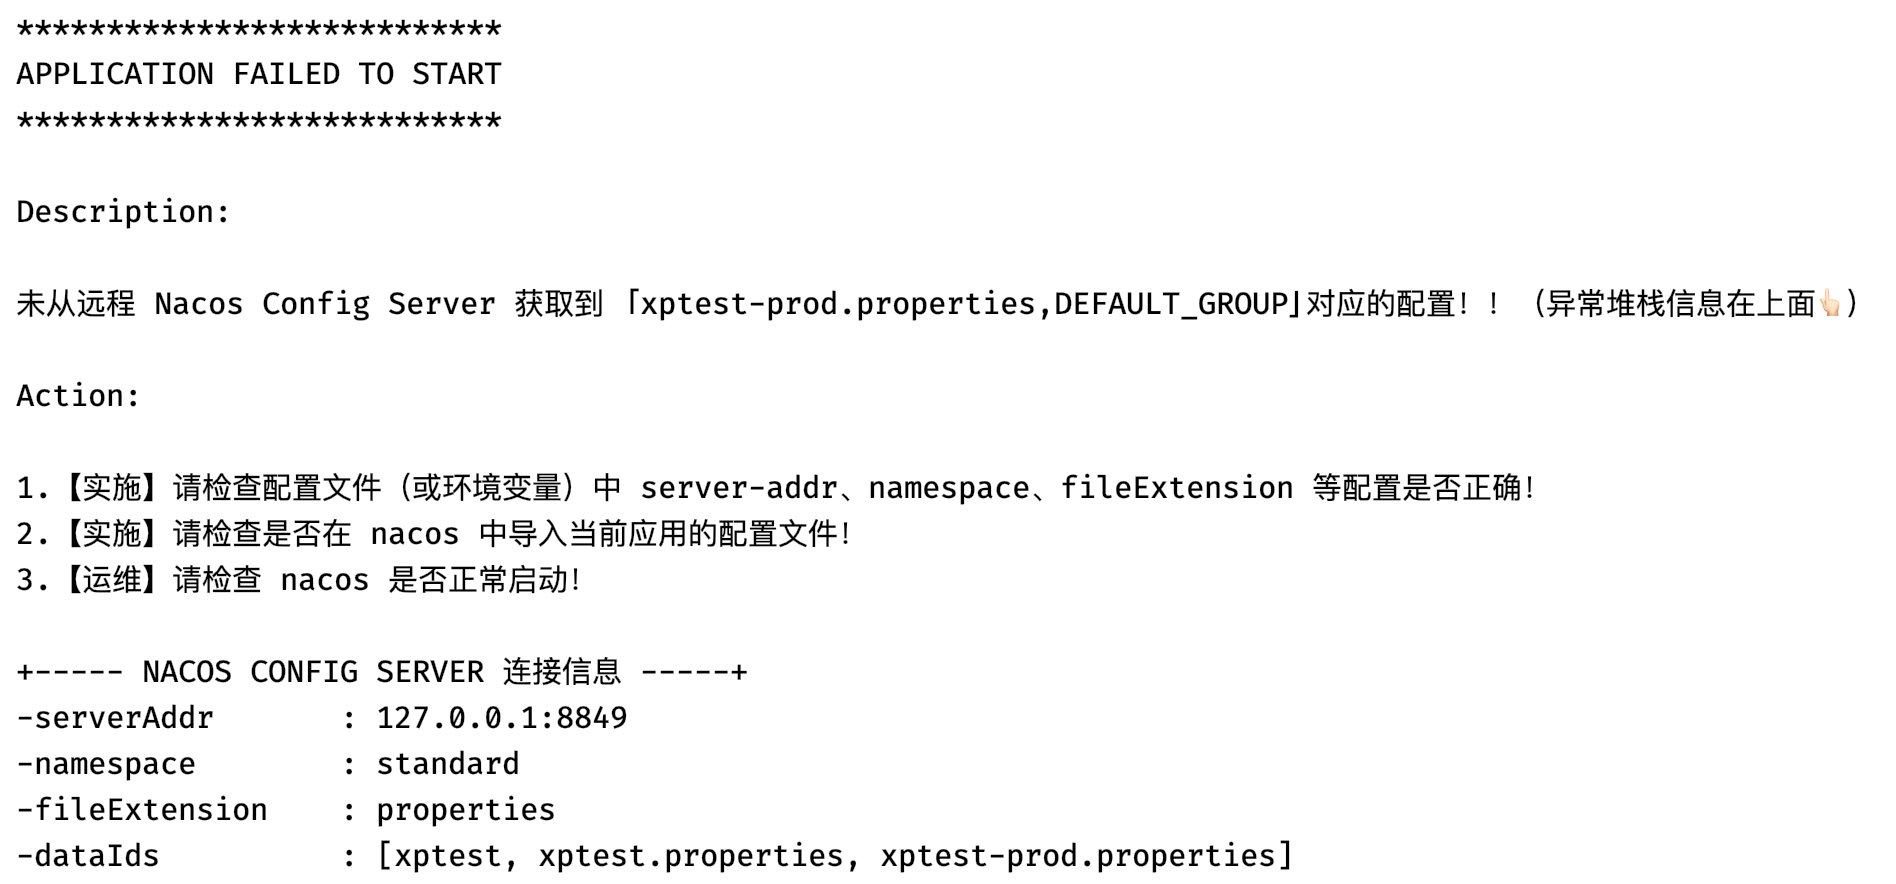 ***************************
APPLICATION FAILED TO START
***************************
Description:
未从远程 Nacos Config Server 获取到「xptest-prod.properties,DEFAULT_GROUP」对应的配置！！（异常堆栈信息在上面👆🏻）
Action:
1.【实施】请检查配置文件（或环境变量）中 server-addr、namespace、fileExtension 等配置是否正确！
2.【实施】请检查是否在 nacos 中导入当前应用的配置文件！
3.【运维】请检查 nacos 是否正常启动！
+----- NACOS CONFIG SERVER 连接信息 -----+
-serverAddr       : 127.0.0.1:8849
-namespace        : standard
-fileExtension    : properties
-dataIds          : [xptest, xptest.properties, xptest-prod.properties]